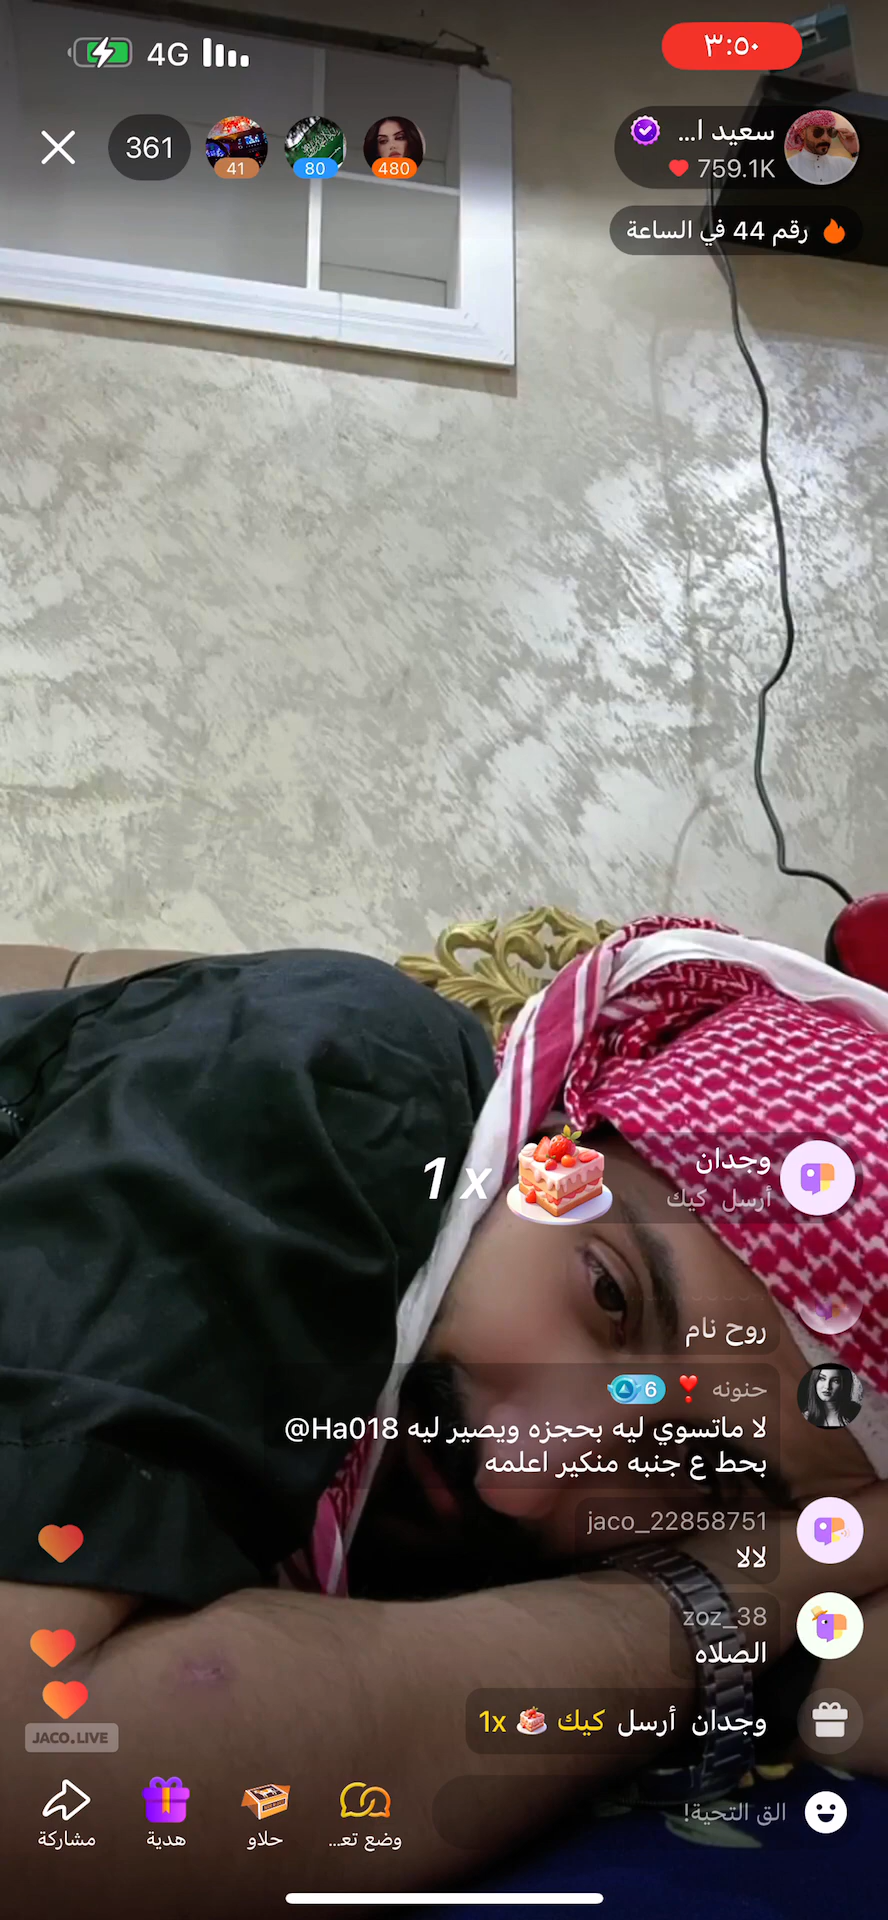 ٣:٥٠
4G
سعيد ا...
759.1K
361
41
80
480
رقم 44 في الساعة
وجدان
أرسل كيك
1 x
روح نام
حنونه
6
@Ha018 لا ماتسوي ليه بحجزه ويصير ليه
بحط ع جنبه منكير اعلمه
jaco_22858751
لالا
zoz_38
الصلاه
وجدان أرسل كيك 1x
JACO.LIVE
الق التحية!
وضع تع...
حلاو
هدية
مشاركة